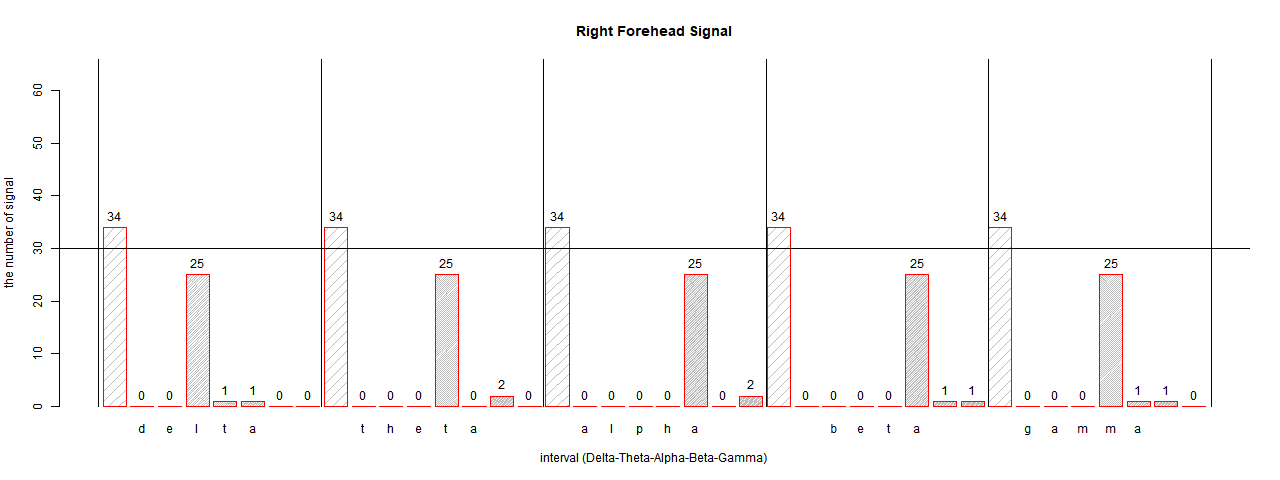 Right Forehead Signal
the number of signal
60
50
40
30
20
10
0
34 0 0 25 1 1 0 0
34 0 0 0 25 0 2 0
34 0 0 0 0 25 0 2
34 0 0 0 0 25 1 1
34 0 0 0 25 1 1 0
d e l t a t h e t a a l p h a b e t a g a m m a
interval (Delta-Theta-Alpha-Beta-Gamma)